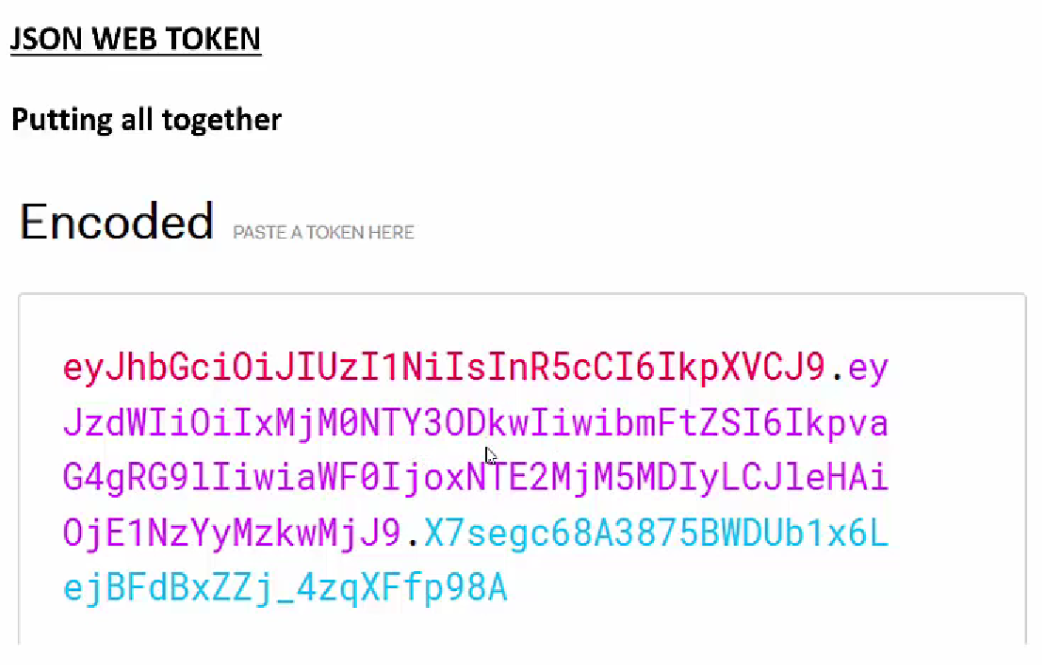 JSON WEB TOKEN
Putting all together
Encoded PASTE A TOKEN HERE
eyJhbGciOiJIUzI1NiIsInR5cCI6IkpXVCJ9.ey
JzdWIiOiIxMjM0NTY3ODkwIiwibmFtZSI6Ikpva
G4gRG9lIiwiaWF0IjoxNTE2MjM5MDIyLCJleHAi
OjE1NzYyMzkwMjJ9.X7segc68A3875BWDUb1x6L
ejBFdBxZZj_4zqXFfp98A